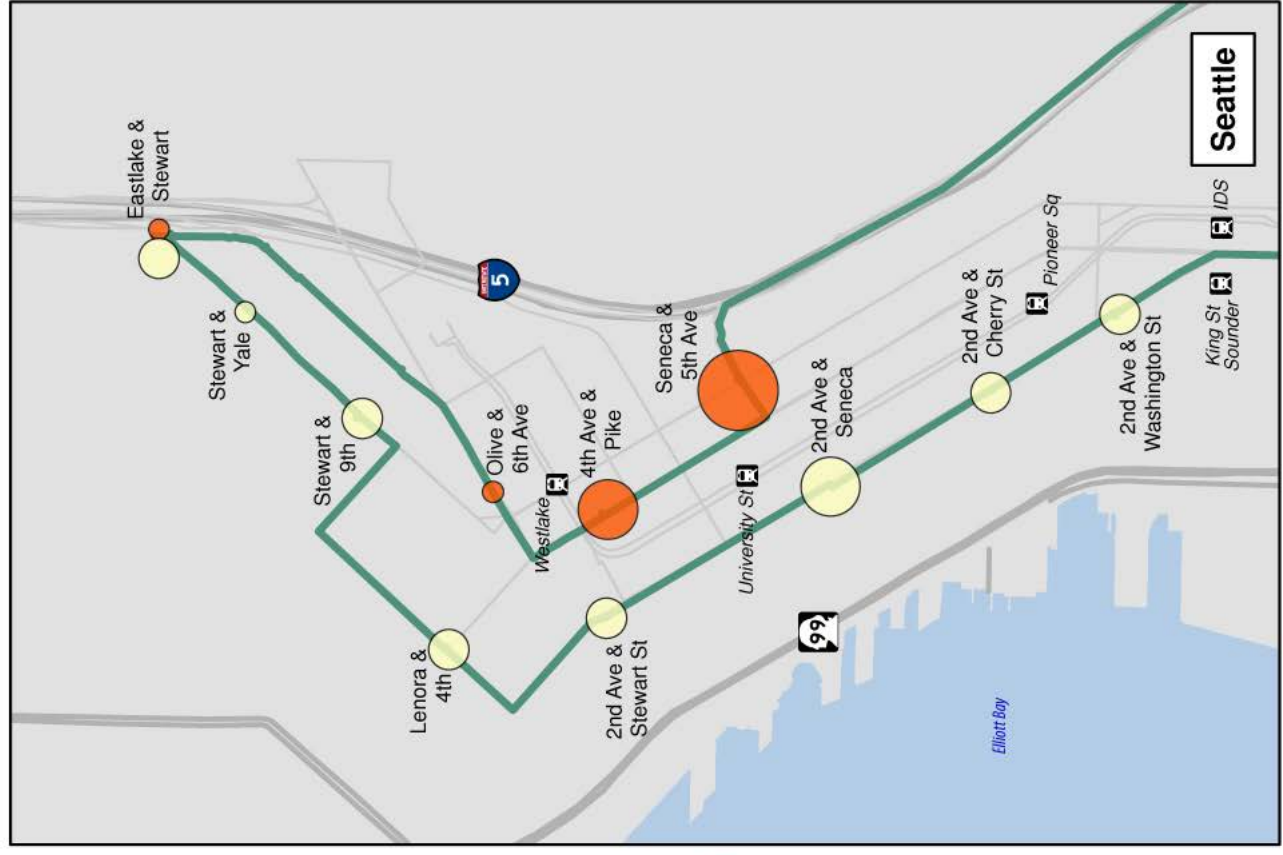 Eastlake &
Stewart
Stewart &
Yale
Stewart &
9th
Lenora &
4th
Olive &
6th Ave
Westlake
4th Ave &
Pike
2nd Ave &
Stewart St
INTERSTATE
5
Seneca &
5th Ave
University St
2nd Ave &
Seneca
99
2nd Ave &
Cherry St
Pioneer Sq
2nd Ave &
Washington St
King St
Sounder
IDS
Elliott Bay
Seattle